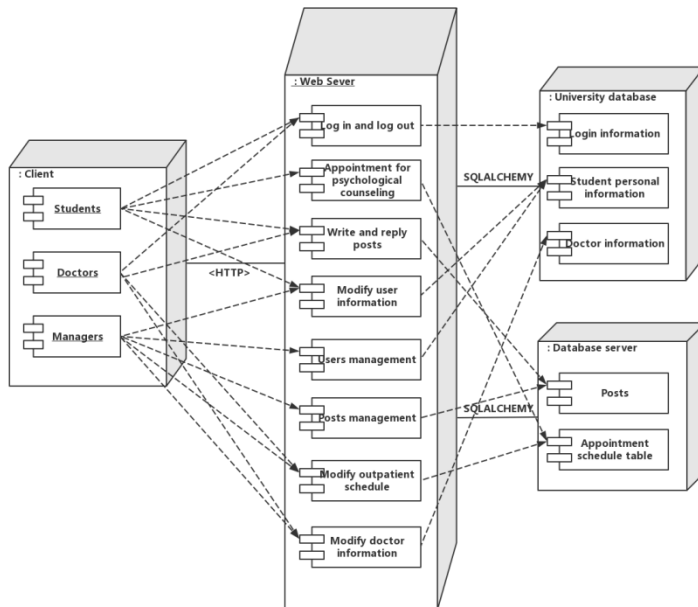 : Web Sever
Log in and log out
Appointment for
psychological
counseling
Write and reply
posts
Modify user
information
Users management
Posts management
Modify outpatient
schedule
Modify doctor
information
: Client
Students
Doctors
Managers
<HTTP>
SQLALCHEMY
SQLALCHEMY
: University database
Login information
Student personal
information
Doctor information
: Database server
Posts
Appointment
schedule table